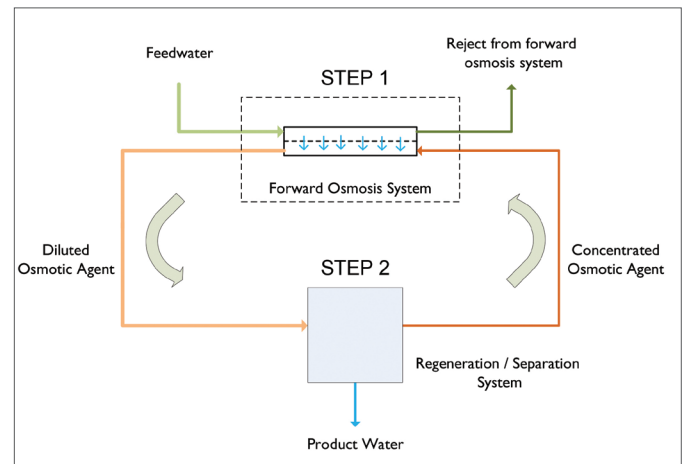 Feedwater
Reject from forward
osmosis system
STEP 1
Forward Osmosis System
Diluted
Osmotic Agent
Concentrated
Osmotic Agent
STEP 2
Regeneration / Separation
System
Product Water